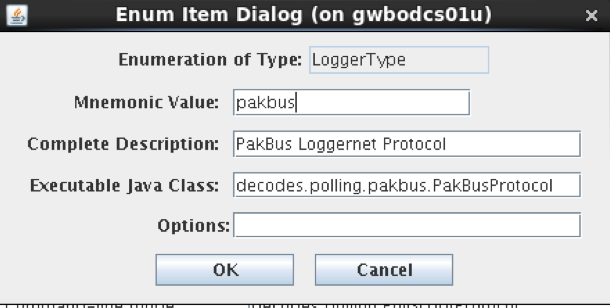 Enum Item Dialog (on gwbodcs01u)
Enumeration of Type: LoggerType
Mnemonic Value: pakbus
Complete Description: PakBus Loggernet Protocol
Executable Java Class: decodes.polling.pakbus.PakBusProtocol
Options:
OK Cancel